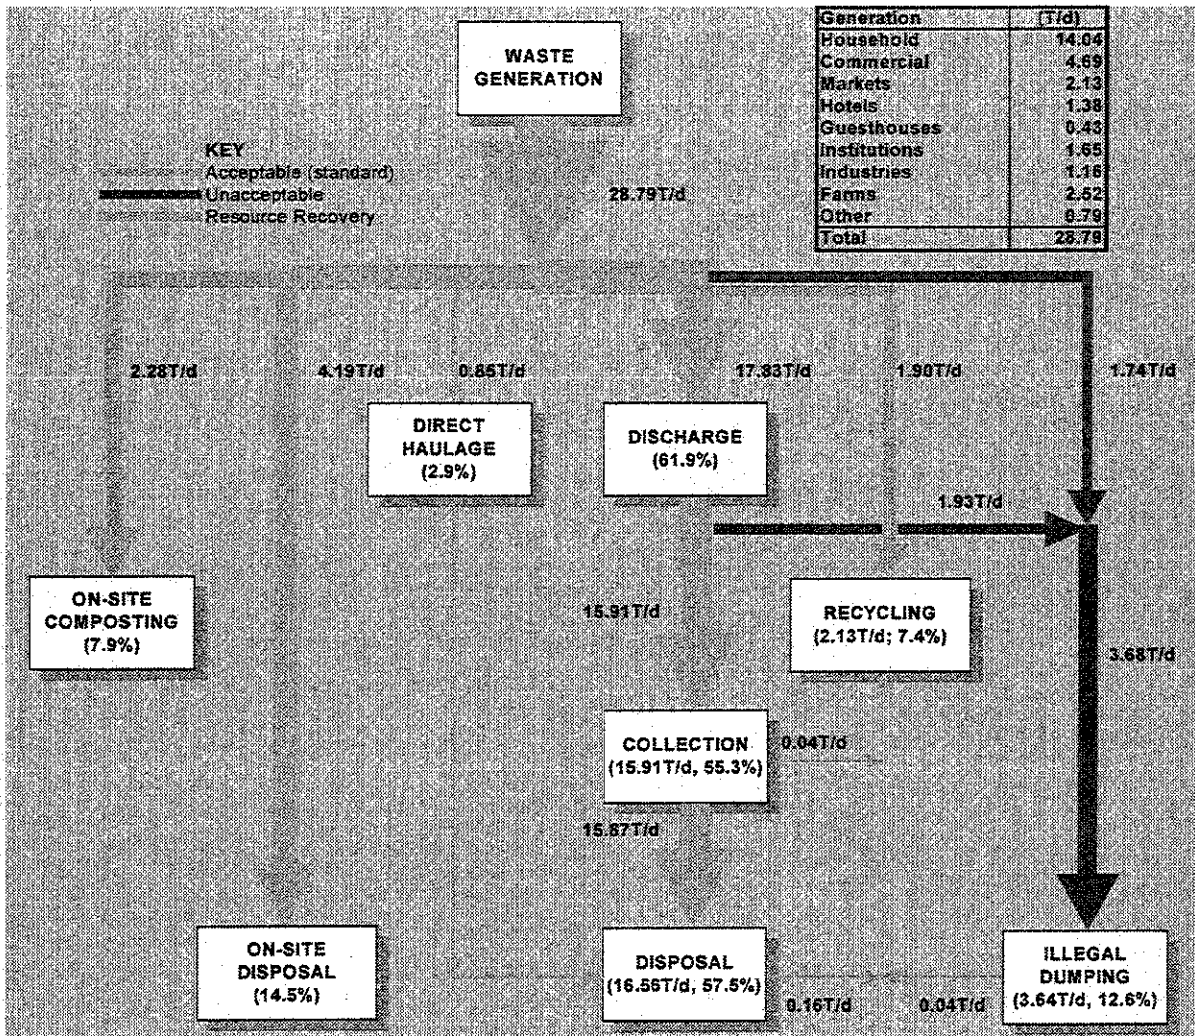 WASTE
GENERATION
Generation (T/d)
Household 14.04
Commercial 4.69
Markets 2.13
Hotels 1.38
Guesthouses 0.43
Institutions 1.65
Industries 1.16
Farms 2.52
Other 0.79
Total 28.79
KEY
Acceptable (standard)
Unacceptable
Resource Recovery
28.79T/d
2.28T/d 4.19T/d 0.85T/d 17.83T/d 1.90T/d 1.74T/d
DIRECT
HAULAGE
(2.9%)
DISCHARGE
(61.9%)
1.93T/d
ON-SITE
COMPOSTING
(7.9%)
15.91T/d
RECYCLING
(2.13T/d; 7.4%)
3.68T/d
COLLECTION
(15.91T/d, 55.3%)
0.04T/d
15.87T/d
ON-SITE
DISPOSAL
(14.5%)
DISPOSAL
(16.56T/d, 57.5%)
0.16T/d 0.04T/d
ILLEGAL
DUMPING
(3.64T/d, 12.6%)